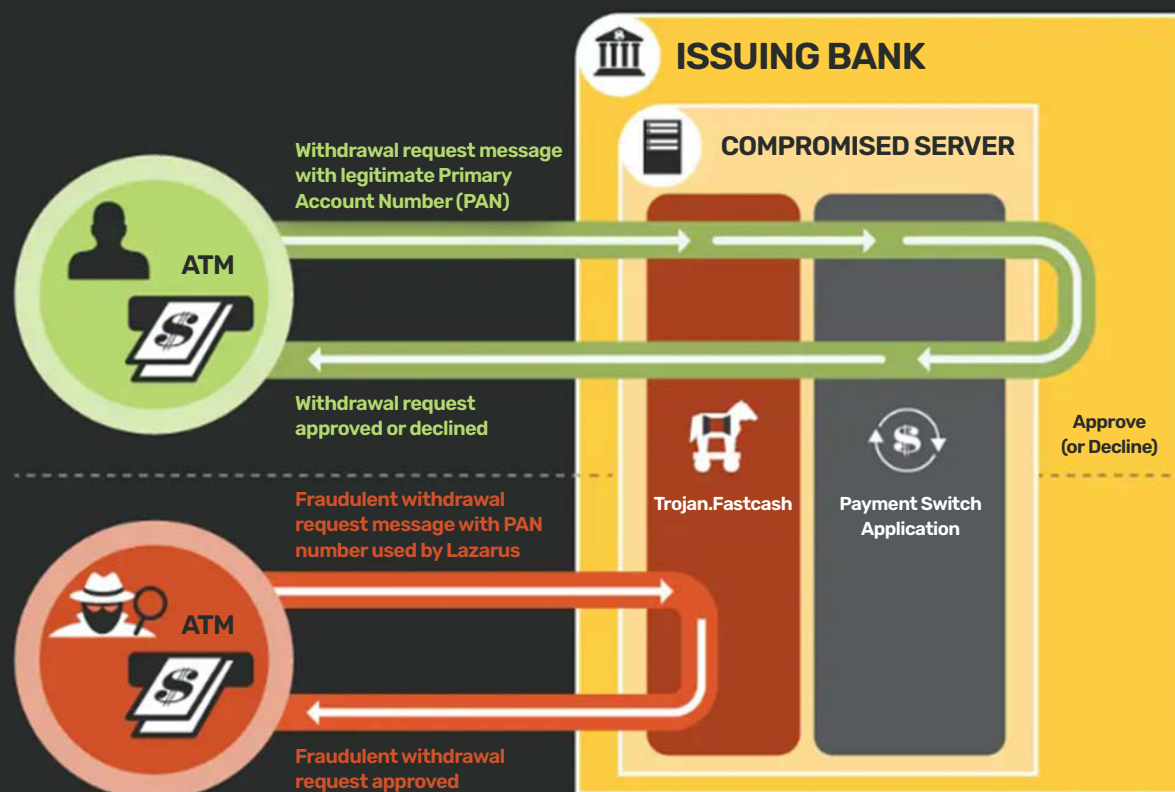 ISSUING BANK
COMPROMISED SERVER
Withdrawal request message
with legitimate Primary
Account Number (PAN)
ATM
$
Withdrawal request
approved or declined
Approve
(or Decline)
Trojan.Fastcash
$
Payment Switch
Application
Fraudulent withdrawal
request message with PAN
number used by Lazarus
ATM
$
Fraudulent withdrawal
request approved